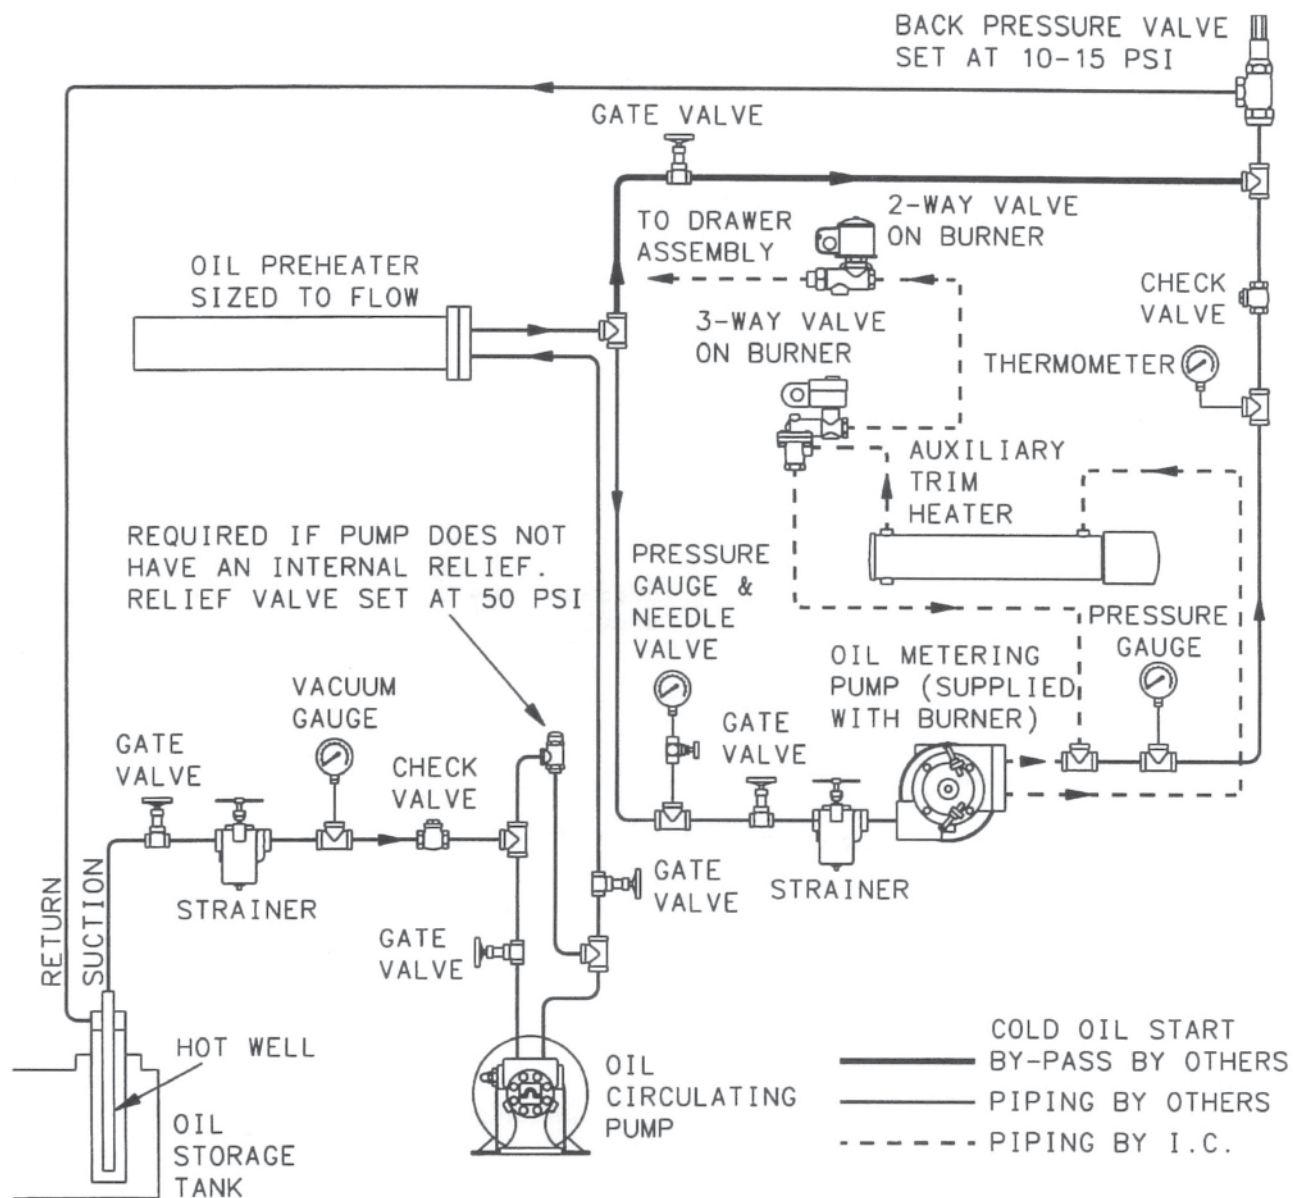 BACK PRESSURE VALVE
SET AT 10-15 PSI
GATE VALVE
2-WAY VALVE
ON BURNER
TO DRAWER
ASSEMBLY
OIL PREHEATER
SIZED TO FLOW
CHECK
VALVE
3-WAY VALVE
ON BURNER
THERMOMETER
AUXILIARY
TRIM
HEATER
REQUIRED IF PUMP DOES NOT
HAVE AN INTERNAL RELIEF.
RELIEF VALVE SET AT 50 PSI
PRESSURE
GAUGE &
NEEDLE
VALVE
PRESSURE
GAUGE
OIL METERING
PUMP (SUPPLIED
WITH BURNER)
VACUUM
GAUGE
GATE
VALVE
GATE
VALVE
CHECK
VALVE
STRAINER
STRAINER
GATE
VALVE
RETURN
SUCTION
GATE
VALVE
HOT WELL
OIL
STORAGE
TANK
OIL
CIRCULATING
PUMP
COLD OIL START
BY-PASS BY OTHERS
PIPING BY OTHERS
PIPING BY I.C.